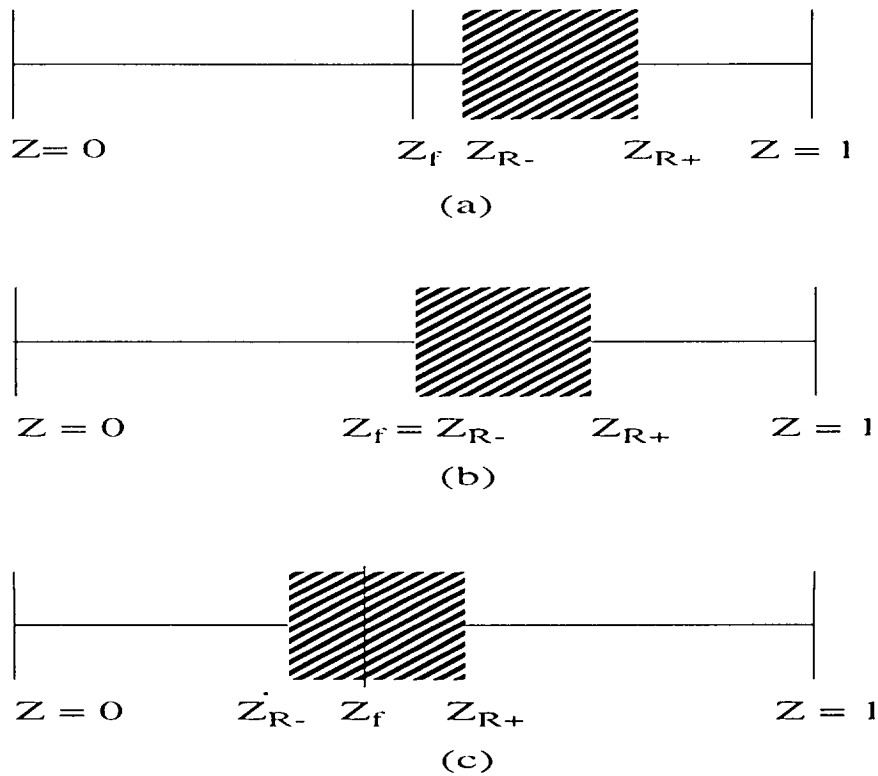 Z= 0 Z_f Z_R- Z_R+ Z = 1
(a)
Z = 0 Z_f = Z_R- Z_R+ Z = 1
(b)
Z = 0 Z_R- Z_f Z_R+ Z = 1
(c)